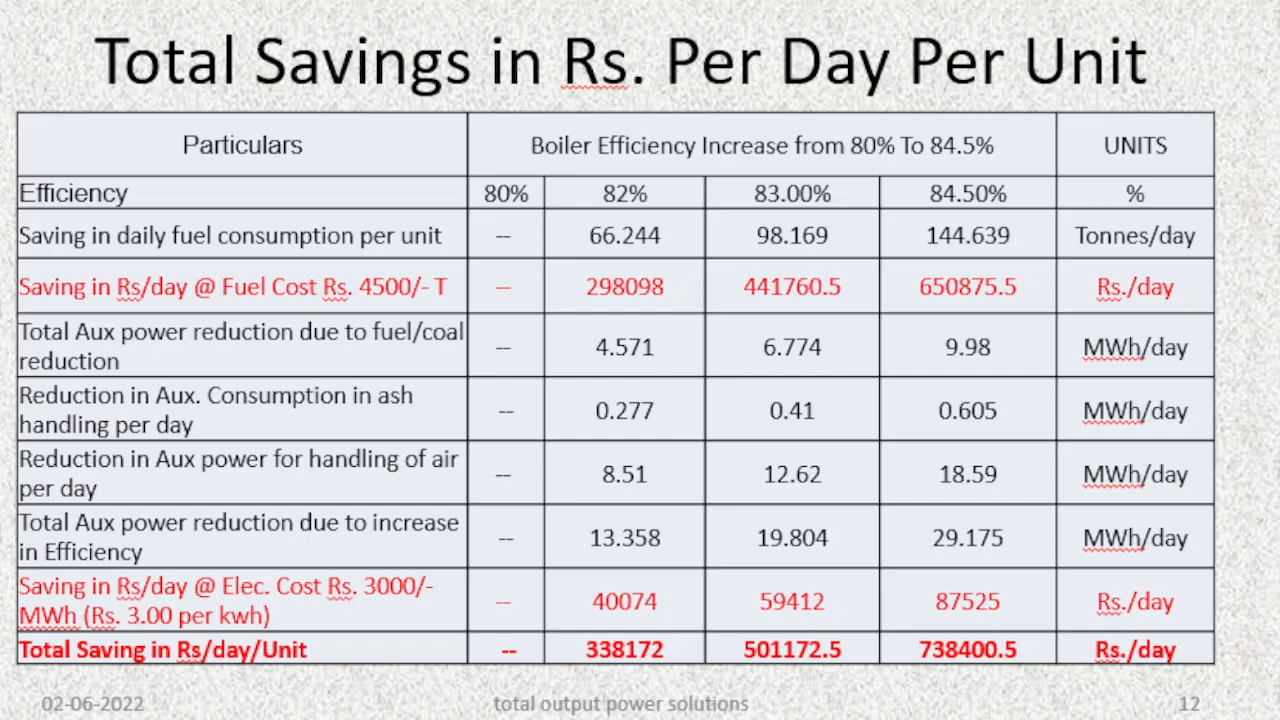 Total Savings in Rs. Per Day Per Unit
Particulars Boiler Efficiency Increase from 80% To 84.5% UNITS
Efficiency 80% 82% 83.00% 84.50% %
Saving in daily fuel consumption per unit -- 66.244 98.169 144.639 Tonnes/day
Saving in Rs/day @ Fuel Cost Rs. 4500/- T -- 298098 441760.5 650875.5 Rs./day
Total Aux power reduction due to fuel/coal
reduction -- 4.571 6.774 9.98 MWh/day
Reduction in Aux. Consumption in ash
handling per day -- 0.277 0.41 0.605 MWh/day
Reduction in Aux power for handling of air
per day -- 8.51 12.62 18.59 MWh/day
Total Aux power reduction due to increase
in Efficiency -- 13.358 19.804 29.175 MWh/day
Saving in Rs/day @ Elec. Cost Rs. 3000/-
MWh (Rs. 3.00 per kwh) -- 40074 59412 87525 Rs./day
Total Saving in Rs/day/Unit -- 338172 501172.5 738400.5 Rs./day
02-06-2022 total output power solutions 12